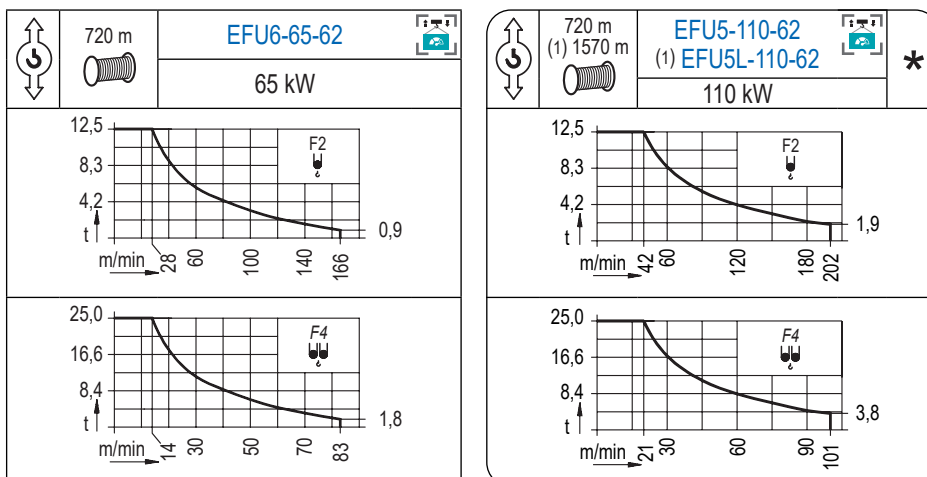 720 m
EFU6-65-62
65 kW
12,5
F2
8,3
4,2
t
0,9
m/min
28 60 100 140 166
25,0
F4
16,6
8,4
t
1,8
m/min
14 30 50 70 83
720 m
(1) 1570 m
EFU5-110-62
(1) EFU5L-110-62
*
110 kW
12,5
F2
8,3
4,2
t
1,9
m/min
42 60 120 180 202
25,0
F4
16,6
8,4
t
3,8
m/min
21 30 60 90 101